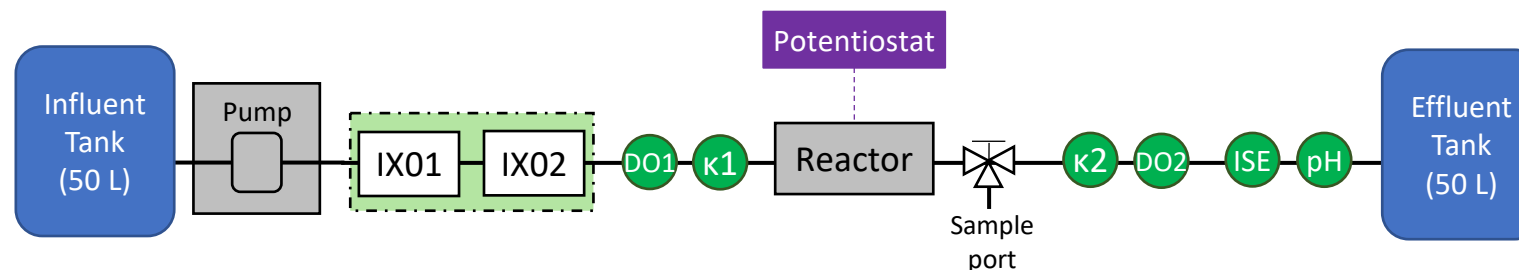 Potentiostat
Influent
Tank
(50 L)
Pump
IX01
IX02
DO1
κ1
Reactor
Sample
port
κ2
DO2
ISE
pH
Effluent
Tank
(50 L)